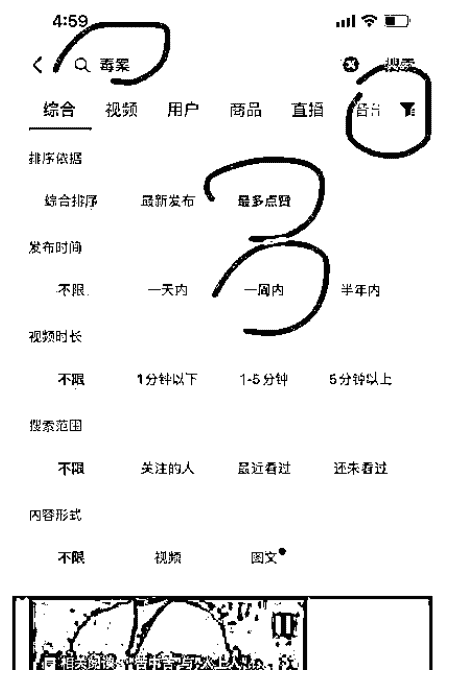 4:59
毒案 搜索
综合 视频 用户 商品 直播 音
排序依据
综合排序 最新发布 最多点赞
发布时间
不限 一天内 一周内 半年内
视频时长
不限 1分钟以下 1-5分钟 5分钟以上
搜索范围
不限 关注的人 最近看过 还未看过
内容形式
不限 视频 图文